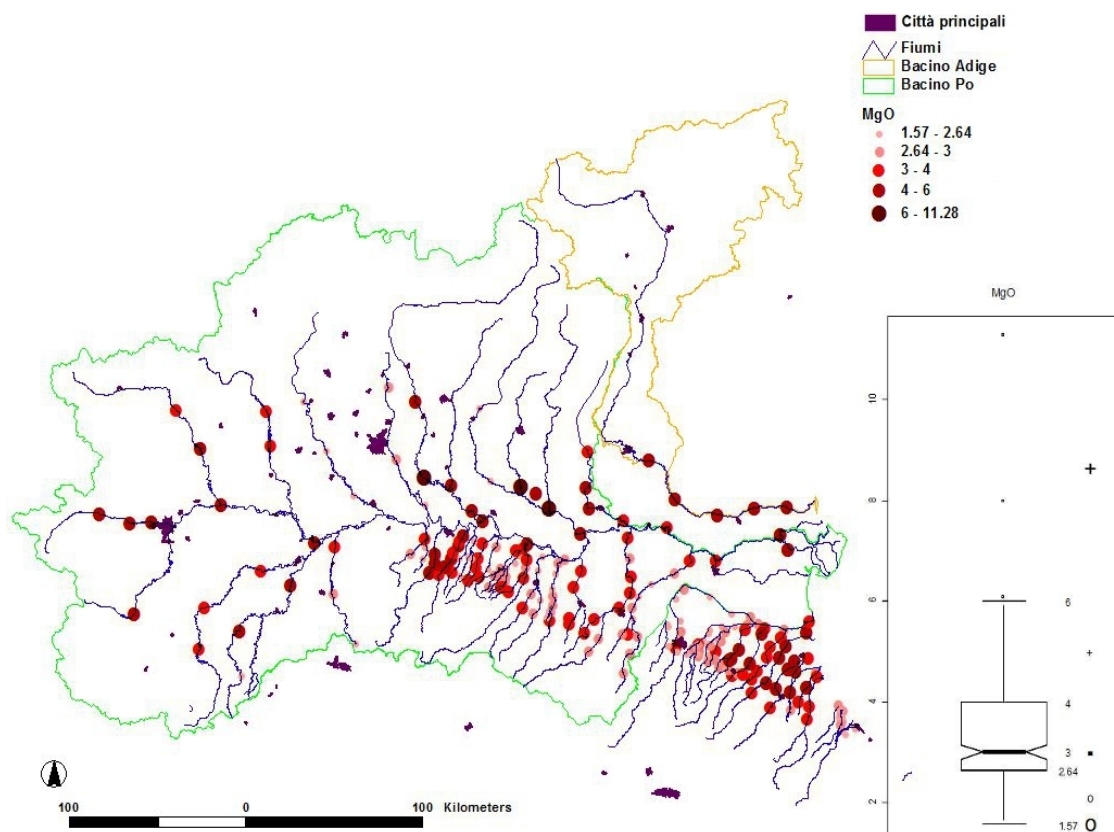 Città principali
Fiumi
Bacino Adige
Bacino Po
MgO
1.57 - 2.64
2.64 - 3
3 - 4
4 - 6
6 - 11.28
MgO
10
8
6
4
2
6
4
3
2.64
1.57
100 0 100 Kilometers